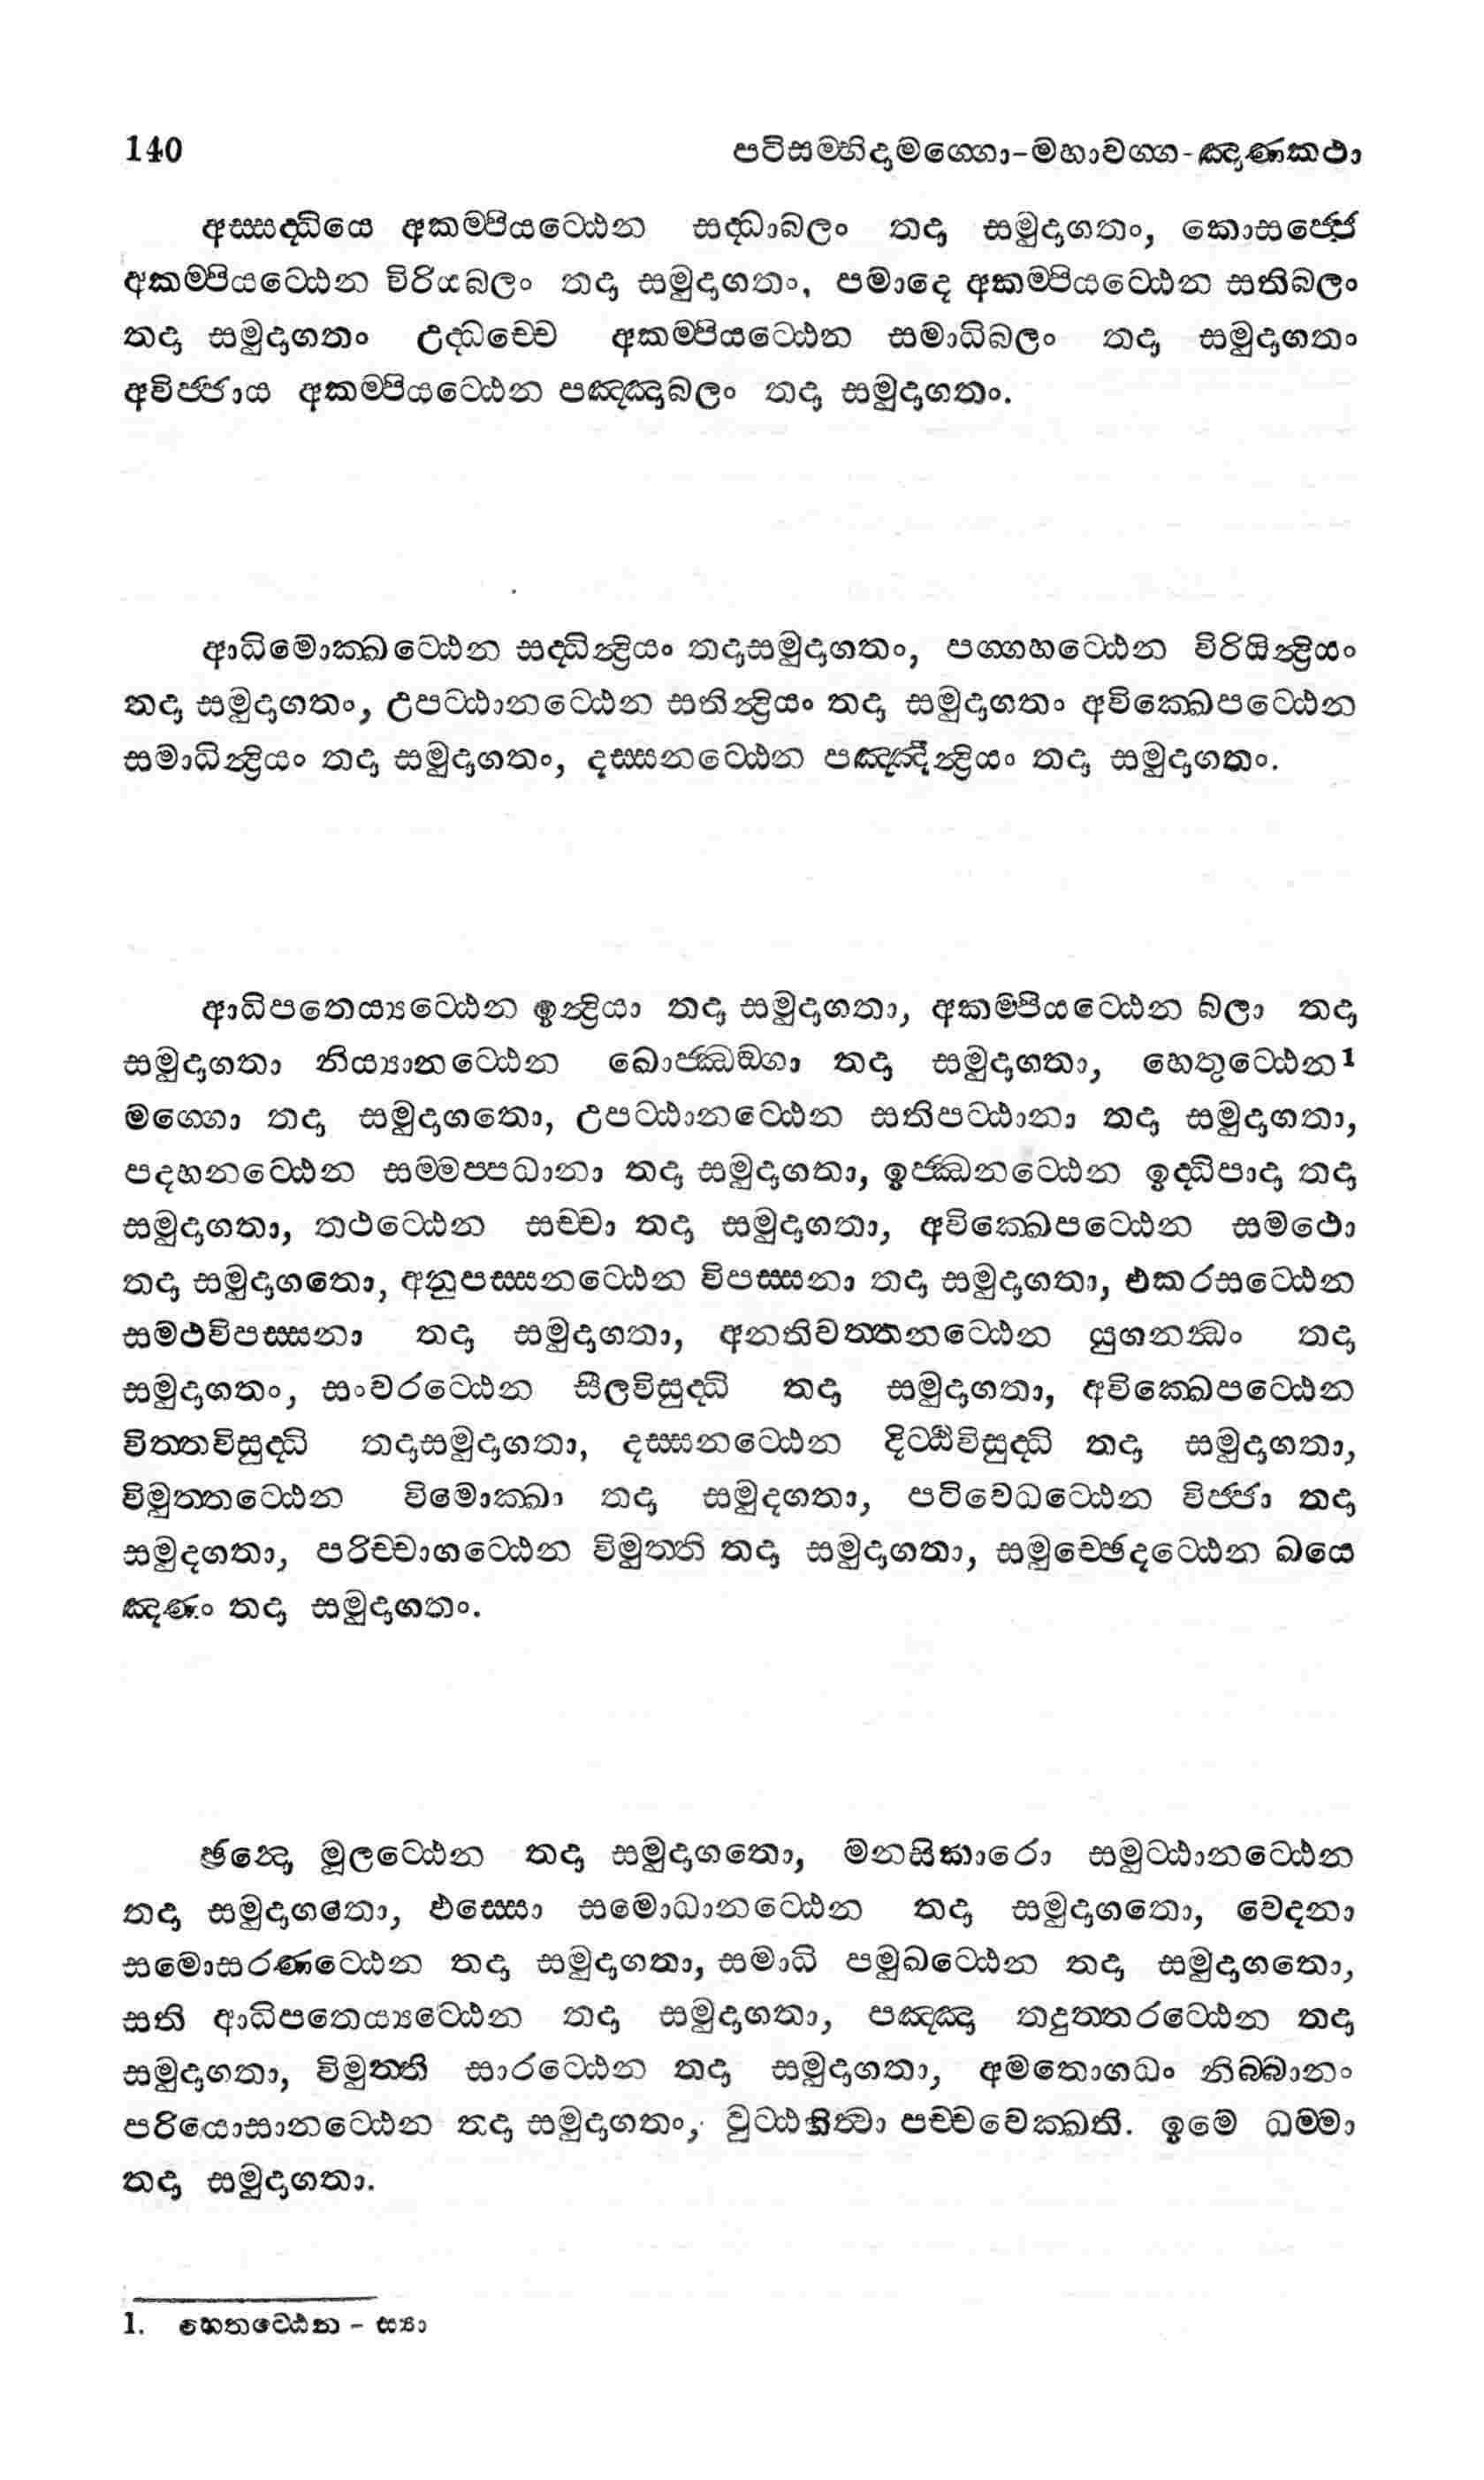 140 පටිසම්භිදාමග්ගො-මහාවග්ග-ඤාණකථා
අස්සද්ධියෙ අකම්පියට්ඨෙන සද්ධාබලං තදා සමුදාගතං, කොසජ්ජෙ
අකම්පියට්ඨෙන විරියබලං තදා සමුදාගතං, පමාදෙ අකම්පියට්ඨෙන සතිබලං
තදා සමුදාගතං උද්ධච්චෙ අකම්පියට්ඨෙන සමාධිබලං තදා සමුදාගතං
අවිජ්ජාය අකම්පියට්ඨෙන පඤ්ඤාබලං තදා සමුදාගතං.
ආධිමොක්ඛට්ඨෙන සද්ධින්ද්‍රියං තදාසමුදාගතං, පග්ගහට්ඨෙන විරියින්ද්‍රියං
තදා සමුදාගතං, උපට්ඨානට්ඨෙන සතින්ද්‍රියං තදා සමුදාගතං අවික්ඛෙපට්ඨෙන
සමාධින්ද්‍රියං තදා සමුදාගතං, දස්සනට්ඨෙන පඤ්ඤින්ද්‍රියං තදා සමුදාගතං.
ආධිපතෙය්‍යට්ඨෙන ඉන්ද්‍රියා තදා සමුදාගතා, අකම්පියට්ඨෙන බලා තදා
සමුදාගතා නිය්‍යානට්ඨෙන බොජ්ඣඞ්ගා තදා සමුදාගතා, හෙතුට්ඨෙන¹
මග්ගො තදා සමුදාගතො, උපට්ඨානට්ඨෙන සතිපට්ඨානා තදා සමුදාගතා,
පදහනට්ඨෙන සම්මප්පධානා තදා සමුදාගතා, ඉජ්ඣනට්ඨෙන ඉද්ධිපාදා තදා
සමුදාගතා, තථට්ඨෙන සච්චා තදා සමුදාගතා, අවික්ඛෙපට්ඨෙන සමථො
තදා සමුදාගතො, අනුපස්සනට්ඨෙන විපස්සනා තදා සමුදාගතා, එකරසට්ඨෙන
සමථවිපස්සනා තදා සමුදාගතා, අනතිවත්තනට්ඨෙන යුගනන්ධං තදා
සමුදාගතං, සංවරට්ඨෙන සීලවිසුද්ධි තදා සමුදාගතා, අවික්ඛෙපට්ඨෙන
චිත්තවිසුද්ධි තදාසමුදාගතා, දස්සනට්ඨෙන දිට්ඨිවිසුද්ධි තදා සමුදාගතා,
විමුත්තට්ඨෙන විමොක්ඛා තදා සමුදාගතා, පටිවෙධට්ඨෙන විජ්ජා තදා
සමුදාගතා, පරිච්චාගට්ඨෙන විමුත්ති තදා සමුදාගතා, සමුච්ඡෙදට්ඨෙන ඛයෙ
ඤාණං තදා සමුදාගතං.
ඡන්දො මූලට්ඨෙන තදා සමුදාගතො, මනසිකාරො සමුට්ඨානට්ඨෙන
තදා සමුදාගතො, ඵස්සො සමොධානට්ඨෙන තදා සමුදාගතො, වෙදනා
සමොසරණට්ඨෙන තදා සමුදාගතා, සමාධි පමුඛට්ඨෙන තදා සමුදාගතො,
සති ආධිපතෙය්‍යට්ඨෙන තදා සමුදාගතා, පඤ්ඤා තදුත්තරට්ඨෙන තදා
සමුදාගතා, විමුත්ති සාරට්ඨෙන තදා සමුදාගතා, අමතොගධං නිබ්බානං
පරියොසානට්ඨෙන තදා සමුදාගතං, වුට්ඨහිත්වා පච්චවෙක්ඛති. ඉමෙ ධම්මා
තදා සමුදාගතා.
1. හෙතට්ඨෙන - ස්‍යා